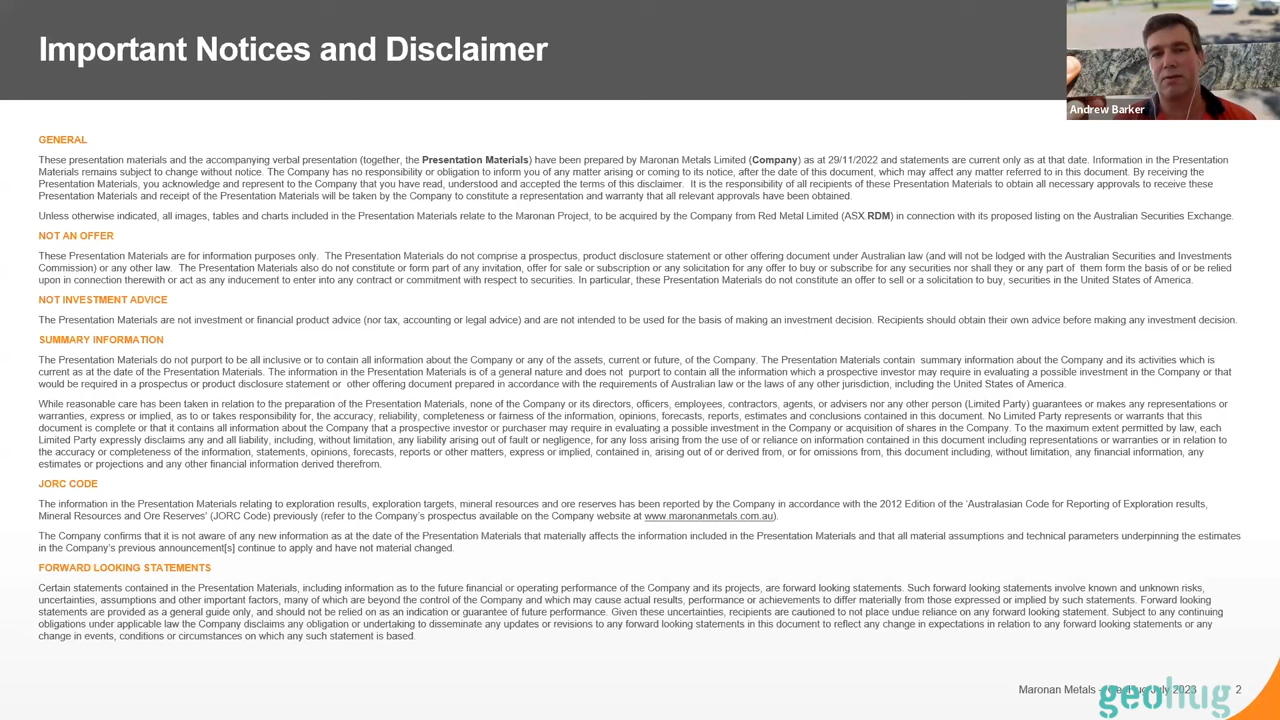 Important Notices and Disclaimer
Andrew Barker
GENERAL
These presentation materials and the accompanying verbal presentation (together, the Presentation Materials) have been prepared by Maronan Metals Limited (Company) as at 29/11/2022 and statements are current only as at that date. Information in the Presentation
Materials remains subject to change without notice. The Company has no responsibility or obligation to inform you of any matter arising or coming to its notice, after the date of this document, which may affect any matter referred to in this document. By receiving the
Presentation Materials, you acknowledge and represent to the Company that you have read, understood and accepted the terms of this disclaimer. It is the responsibility of all recipients of these Presentation Materials to obtain all necessary approvals to receive these
Presentation Materials and receipt of the Presentation Materials will be taken by the Company to constitute a representation and warranty that all relevant approvals have been obtained.
Unless otherwise indicated, all images, tables and charts included in the Presentation Materials relate to the Maronan Project, to be acquired by the Company from Red Metal Limited (ASX.RDM) in connection with its proposed listing on the Australian Securities Exchange.
NOT AN OFFER
These Presentation Materials are for information purposes only. The Presentation Materials do not comprise a prospectus, product disclosure statement or other offering document under Australian law (and will not be lodged with the Australian Securities and Investments
Commission) or any other law. The Presentation Materials also do not constitute or form part of any invitation, offer for sale or subscription or any solicitation for any offer to buy or subscribe for any securities nor shall they or any part of them form the basis of or be relied
upon in connection therewith or act as any inducement to enter into any contract or commitment with respect to securities. In particular, these Presentation Materials do not constitute an offer to sell or a solicitation to buy, securities in the United States of America.
NOT INVESTMENT ADVICE
The Presentation Materials are not investment or financial product advice (nor tax, accounting or legal advice) and are not intended to be used for the basis of making an investment decision. Recipients should obtain their own advice before making any investment decision.
SUMMARY INFORMATION
The Presentation Materials do not purport to be all inclusive or to contain all information about the Company or any of the assets, current or future, of the Company. The Presentation Materials contain summary information about the Company and its activities which is
current as at the date of the Presentation Materials. The information in the Presentation Materials is of a general nature and does not purport to contain all the information which a prospective investor may require in evaluating a possible investment in the Company or that
would be required in a prospectus or product disclosure statement or other offering document prepared in accordance with the requirements of Australian law or the laws of any other jurisdiction, including the United States of America.
While reasonable care has been taken in relation to the preparation of the Presentation Materials, none of the Company or its directors, officers, employees, contractors, agents, or advisers nor any other person (Limited Party) guarantees or makes any representations or
warranties, express or implied, as to or takes responsibility for, the accuracy, reliability, completeness or fairness of the information, opinions, forecasts, reports, estimates and conclusions contained in this document. No Limited Party represents or warrants that this
document is complete or that it contains all information about the Company that a prospective investor or purchaser may require in evaluating a possible investment in the Company or acquisition of shares in the Company. To the maximum extent permitted by law, each
Limited Party expressly disclaims any and all liability, including, without limitation, any liability arising out of fault or negligence, for any loss arising from the use of or reliance on information contained in this document including representations or warranties or in relation to
the accuracy or completeness of the information, statements, opinions, forecasts, reports or other matters, express or implied, contained in, arising out of or derived from, or for omissions from, this document including, without limitation, any financial information, any
estimates or projections and any other financial information derived therefrom.
JORC CODE
The information in the Presentation Materials relating to exploration results, exploration targets, mineral resources and ore reserves has been reported by the Company in accordance with the 2012 Edition of the 'Australasian Code for Reporting of Exploration results,
Mineral Resources and Ore Reserves' (JORC Code) previously (refer to the Company's prospectus available on the Company website at www.maronanmetals.com.au).
The Company confirms that it is not aware of any new information as at the date of the Presentation Materials that materially affects the information included in the Presentation Materials and that all material assumptions and technical parameters underpinning the estimates
in the Company's previous announcement[s] continue to apply and have not material changed.
FORWARD LOOKING STATEMENTS
Certain statements contained in the Presentation Materials, including information as to the future financial or operating performance of the Company and its projects, are forward looking statements. Such forward looking statements involve known and unknown risks,
uncertainties, assumptions and other important factors, many of which are beyond the control of the Company and which may cause actual results, performance or achievements to differ materially from those expressed or implied by such statements. Forward looking
statements are provided as a general guide only, and should not be relied on as an indication or guarantee of future performance. Given these uncertainties, recipients are cautioned to not place undue reliance on any forward looking statement. Subject to any continuing
obligations under applicable law the Company disclaims any obligation or undertaking to disseminate any updates or revisions to any forward looking statements in this document to reflect any change in expectations in relation to any forward looking statements or any
change in events, conditions or circumstances on which any such statement is based.
Maronan Metals – GeoHug July 2023 2
geohug